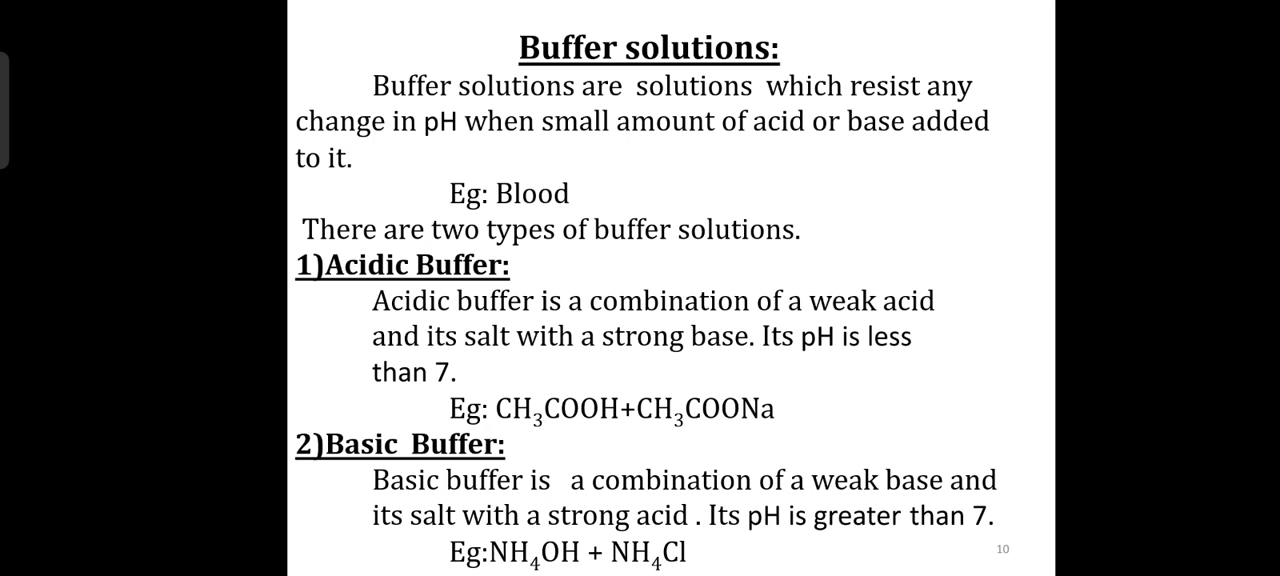 Buffer solutions:
Buffer solutions are solutions which resist any
change in pH when small amount of acid or base added
to it.
Eg: Blood
There are two types of buffer solutions.
1)Acidic Buffer:
Acidic buffer is a combination of a weak acid
and its salt with a strong base. Its pH is less
than 7.
Eg: CH₃COOH+CH₃COONa
2)Basic Buffer:
Basic buffer is a combination of a weak base and
its salt with a strong acid . Its pH is greater than 7.
Eg:NH₄OH + NH₄Cl
10